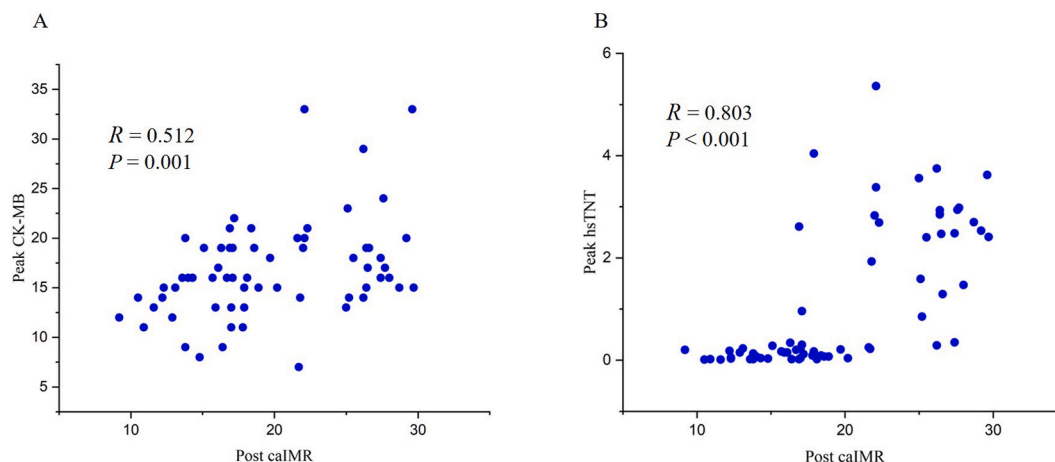 A
Peak CK-MB
35
30
25
20
15
10
5
R = 0.512
P = 0.001
10
20
30
Post caIMR
B
Peak hsTNT
6
4
2
0
R = 0.803
P < 0.001
10
20
30
Post caIMR